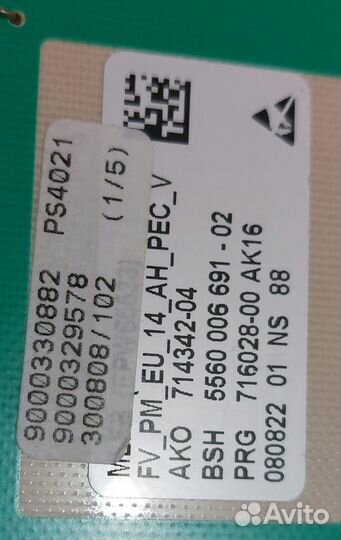 9000330882 PS4021
9000329578
300808/102 (1/5)
FV_PM_EU_14_AH_PEC_V
AKO 714342-04
BSH 5560 006 691 - 02
PRG 716028-00 AK16
080822 01 NS 88
Avito